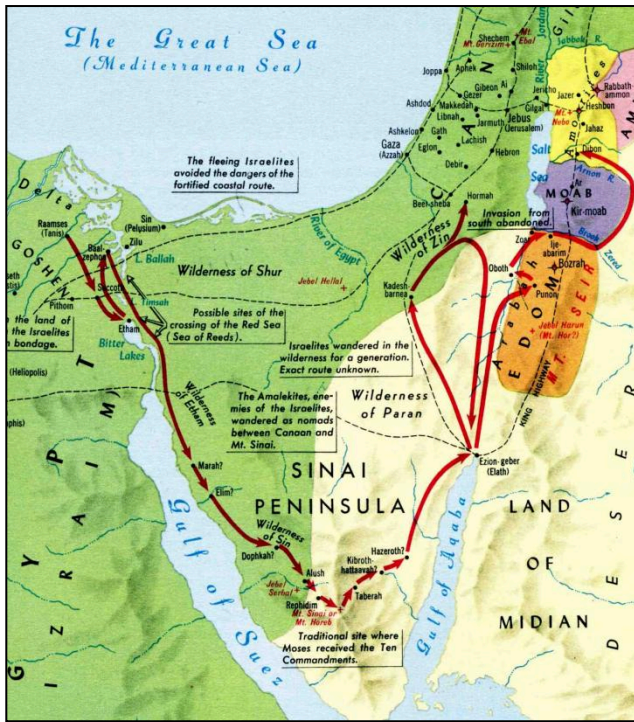 The Great Sea
(Mediterranean Sea)
The fleeing Israelites
avoided the dangers of the
fortified coastal route.
Delta
Raamses
(Tanis)
GOSHEN
Pithom
Baal-
zephon
Succoth
Sin
(Pelusium)
Zilu
L. Ballah
Timsah
Etham
Bitter
Lakes
the land of
the Israelites
bondage.
(Heliopolis)
Possible sites of the
crossing of the Red Sea
(Sea of Reeds).
Wilderness of Shur
Jebel Hellal
River of Egypt
Wilderness
of Zin
Kadesh
barnea
Israelites wandered in the
wilderness for a generation.
Exact route unknown.
The Amalekites, ene-
mies of the Israelites,
wandered as nomads
between Canaan and
Mt. Sinai.
Wilderness
of Paran
Wilderness
of Etham
Marah?
Elim?
Wilderness
of Sin
Dophkah?
Alush
Jebel
Serbal
Rephidim
Mt. Sinai or
Mt. Horeb
Taberah
Kibroth-
hattaavah?
Hazeroth?
Traditional site where
Moses received the Ten
Commandments.
SINAI
PENINSULA
Gulf of Suez
Gulf of Aqaba
Ezion-geber
(Elath)
LAND
OF
MIDIAN
Shechem
Mt. Gerizim
Mt.
Ebal
Joppa
Aphek
Shiloh
Gibeon
Ai
Gezer
Ashdod
Makkedah
Libnah
Jarmuth
Jericho
Gilgal
Jebus
(Jerusalem)
Ashkelon
Gath
Lachish
Eglon
Gaza
(Azzah)
Debir
Hebron
Beer-sheba
Hormah
River
Jordan
Jabbok R.
Jazer
Rabbath-
ammon
Heshbon
Mt.
Nebo
Jahaz
Amorites
Dibon
Salt
Sea
Arnon R.
Ar
MOAB
Kir-moab
Invasion from
south abandoned.
Zoar
Brook
Zered
Ije-
abarim
Oboth
Bozrah
Punon
Arabah
EDOM
Jebel Harun
(Mt. Hor?)
MT. SEIR
KING HIGHWAY